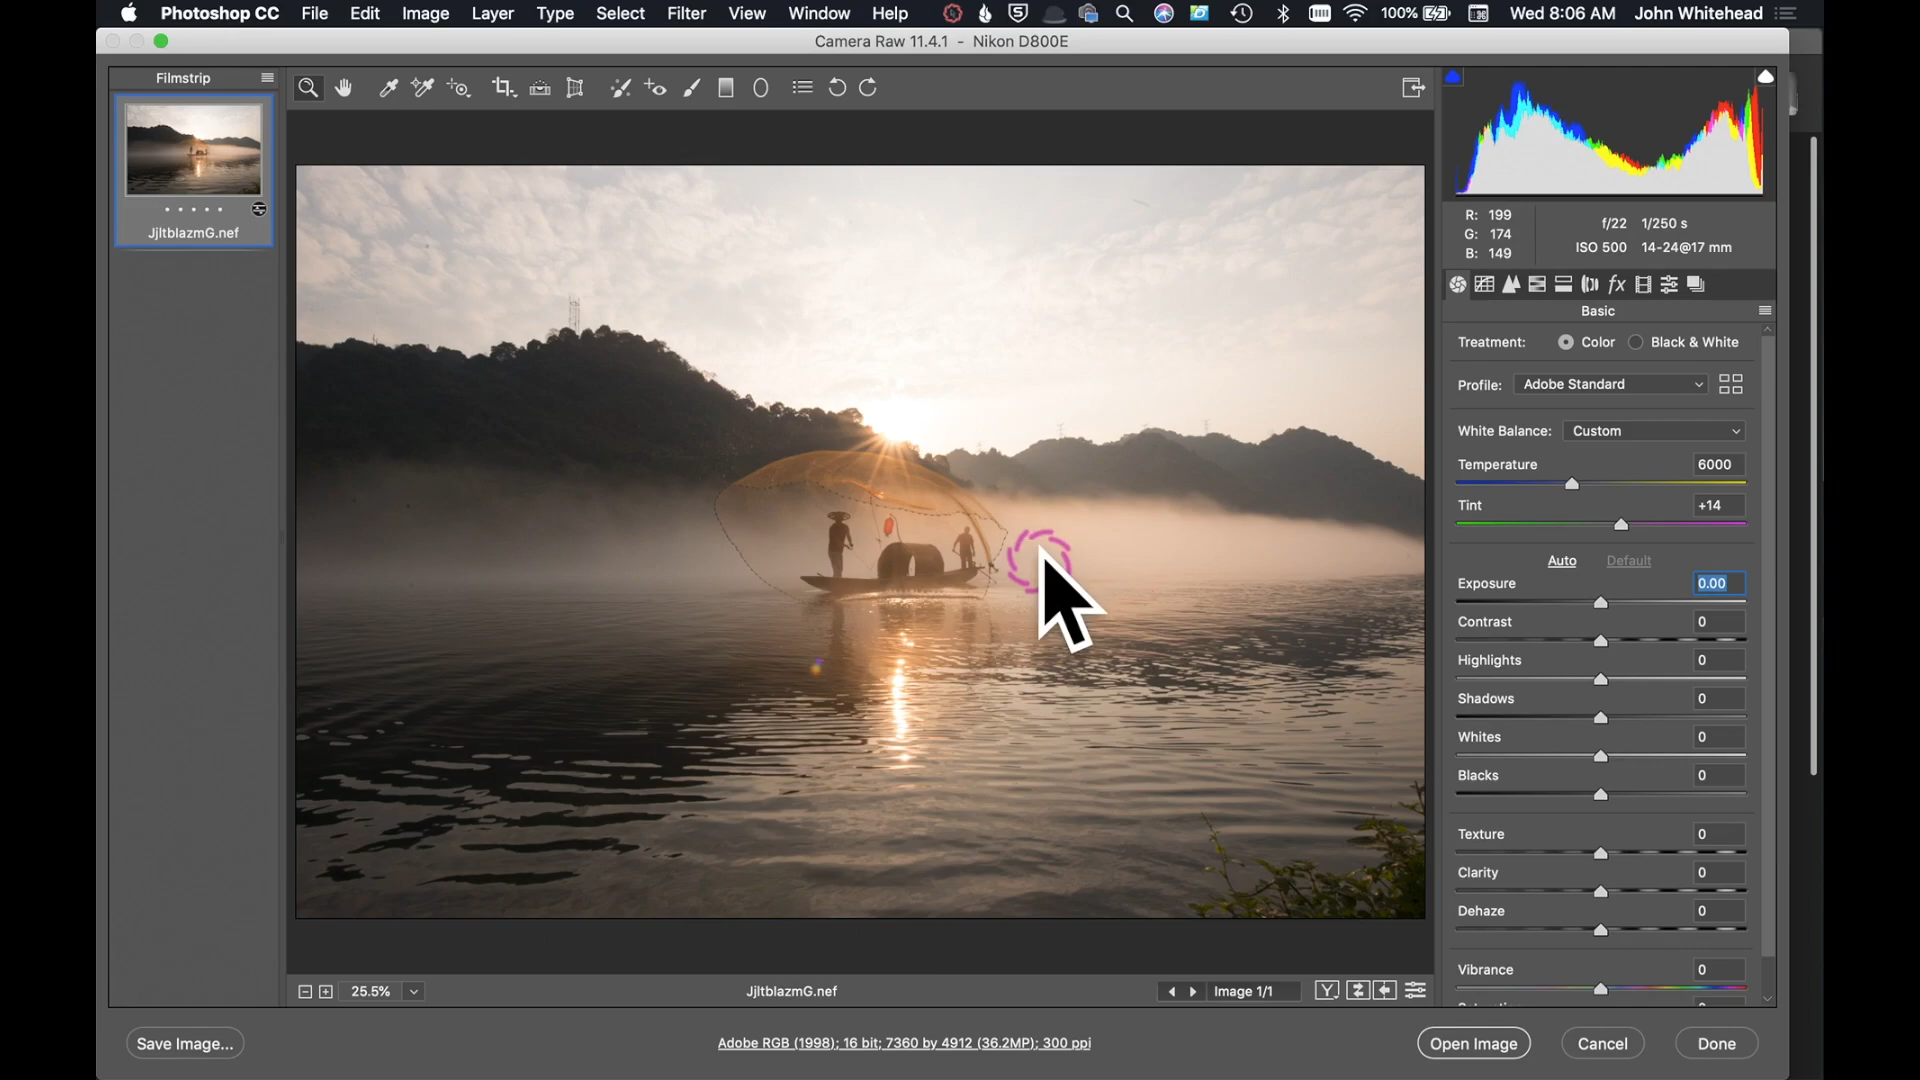 Photoshop CC File Edit Image Layer Type Select Filter View Window Help 100% Wed 8:06 AM John Whitehead
Camera Raw 11.4.1 - Nikon D800E
Filmstrip
JjltblazmG.nef
R: 199
G: 174
B: 149
f/22 1/250 s
ISO 500 14-24@17 mm
Basic
Treatment: Color Black & White
Profile: Adobe Standard
White Balance: Custom
Temperature 6000
Tint +14
Auto Default
Exposure 0.00
Contrast 0
Highlights 0
Shadows 0
Whites 0
Blacks 0
Texture 0
Clarity 0
Dehaze 0
Vibrance 0
25.5% JjltblazmG.nef Image 1/1
Save Image... Adobe RGB (1998); 16 bit; 7360 by 4912 (36.2MP); 300 ppi Open Image Cancel Done